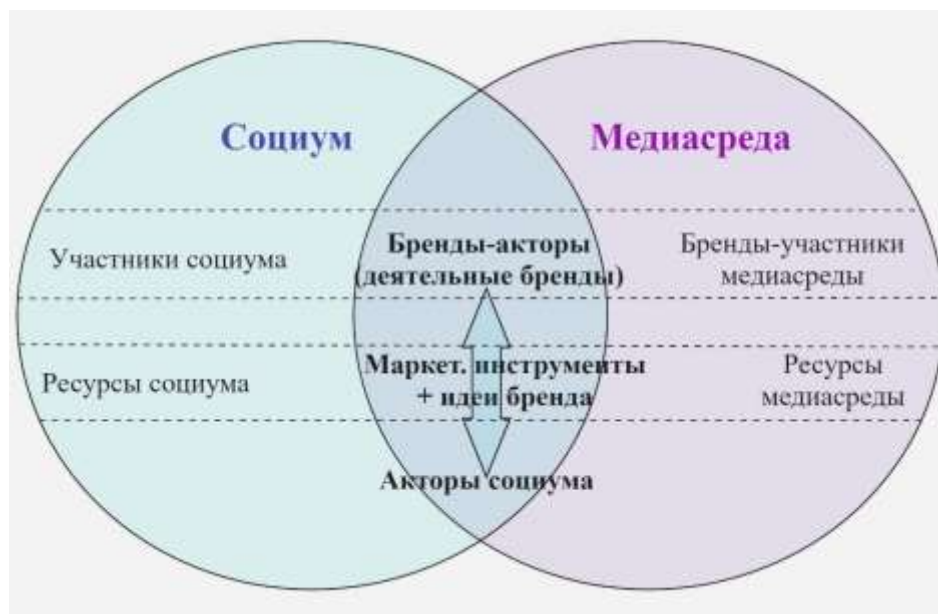 Социум
Медиасреда
Участники социума
Бренды-акторы
(деятельные бренды)
Бренды-участники
медиасреды
Ресурсы социума
Маркет. инструменты
+ идеи бренда
Ресурсы
медиасреды
Акторы социума